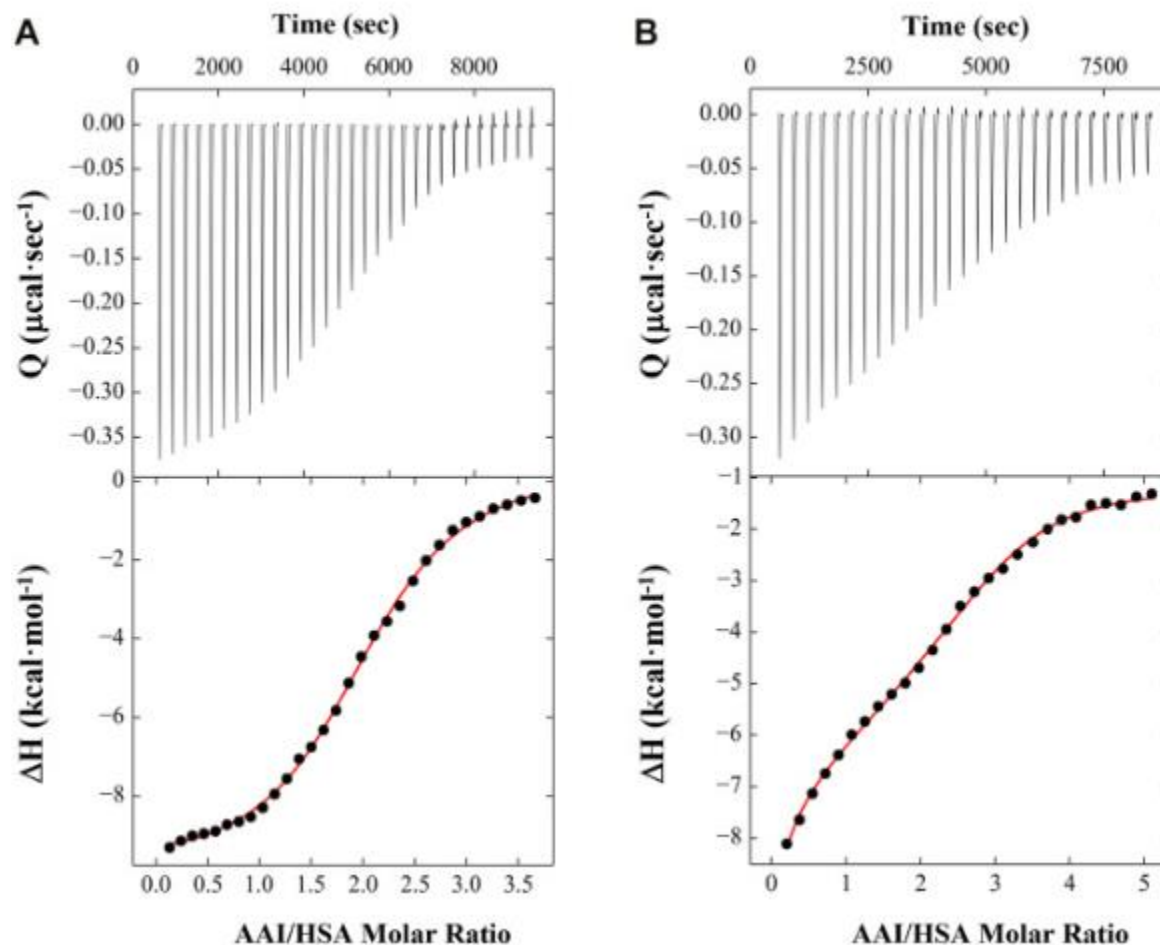 A
Time (sec)
0 2000 4000 6000 8000
Q (μcal·sec⁻¹)
0.00
−0.05
−0.10
−0.15
−0.20
−0.25
−0.30
−0.35
ΔH (kcal·mol⁻¹)
0
−2
−4
−6
−8
0.0 0.5 1.0 1.5 2.0 2.5 3.0 3.5
AAI/HSA Molar Ratio
B
Time (sec)
0 2500 5000 7500
Q (μcal·sec⁻¹)
0.00
−0.05
−0.10
−0.15
−0.20
−0.25
−0.30
ΔH (kcal·mol⁻¹)
−1
−2
−3
−4
−5
−6
−7
−8
0 1 2 3 4 5
AAI/HSA Molar Ratio